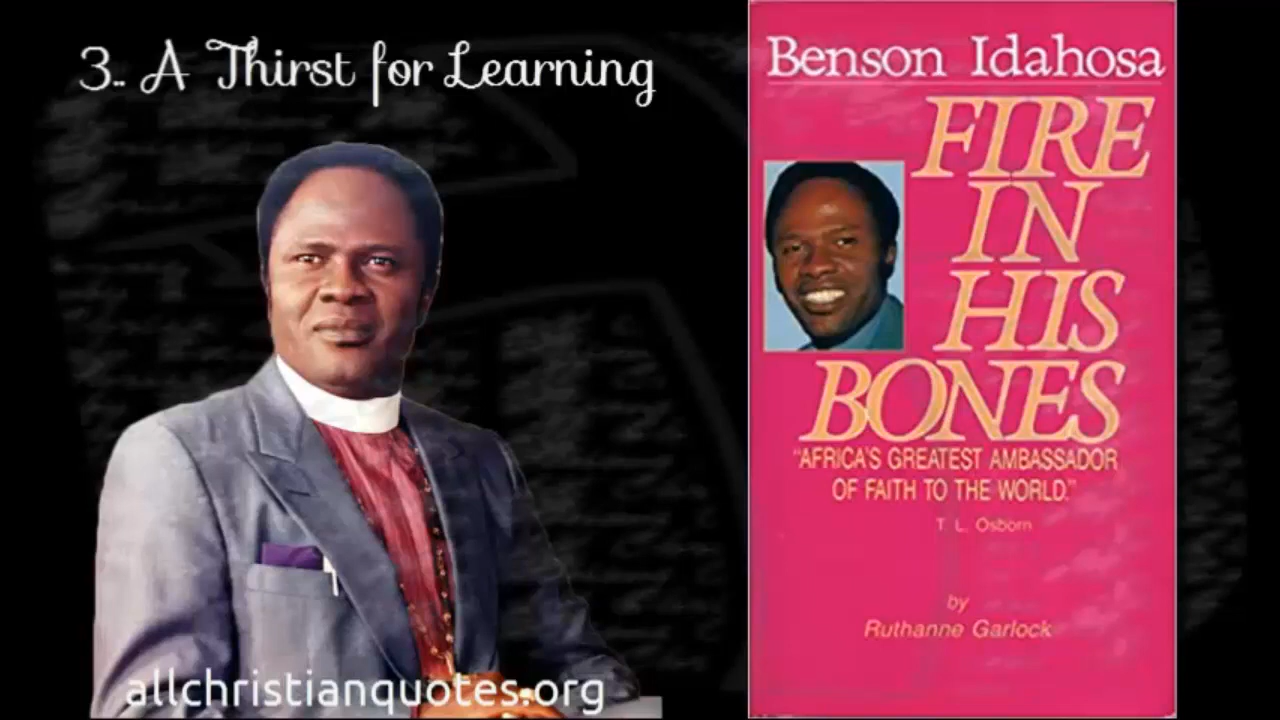 3.. A Thirst for Learning
allchristianquotes.org
Benson Idahosa
FIRE
IN
HIS
BONES
"AFRICA'S GREATEST AMBASSADOR
OF FAITH TO THE WORLD."
T. L. Osborn
by
Ruthanne Garlock